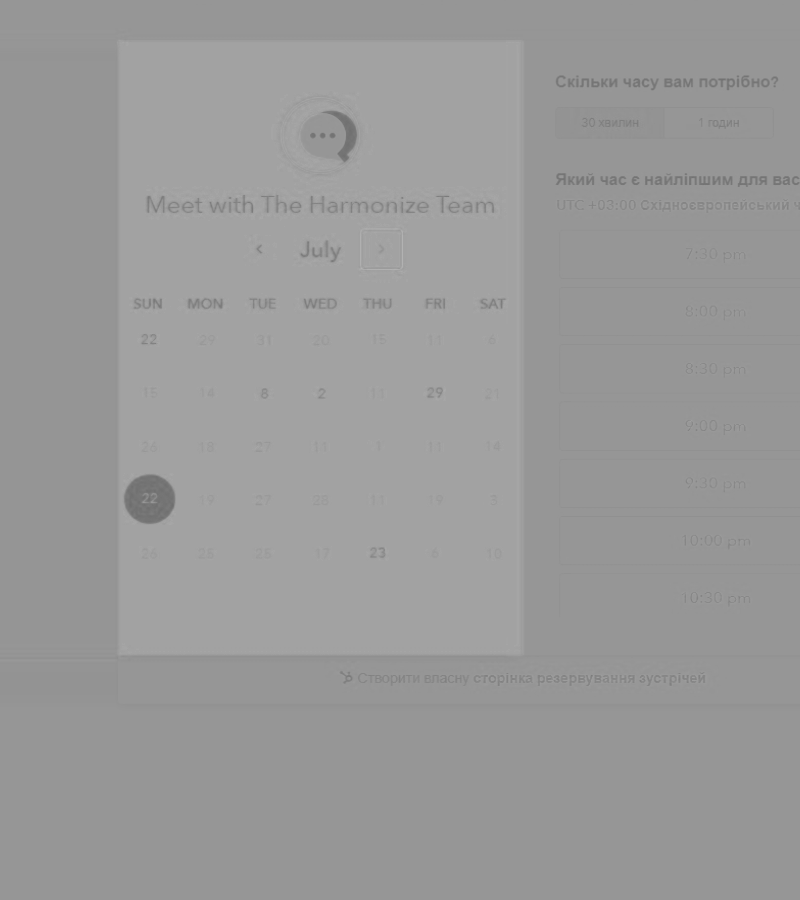 Meet with The Harmonize Team
July
SUN MON TUE WED THU FRI SAT
22 29 31 20 15 11 6
15 14 8 2 11 29 21
26 18 27 11 1 11 14
22 19 27 28 11 19 3
26 25 26 17 23 6 10
Скільки часу вам потрібно?
30 хвилин 1 годин
Який час є найліпшим для вас
UTC +03:00 Східноєвропейський ч
7:30 pm
8:00 pm
8:30 pm
9:00 pm
9:30 pm
10:00 pm
10:30 pm
Створити власну сторінка резервування зустрічей